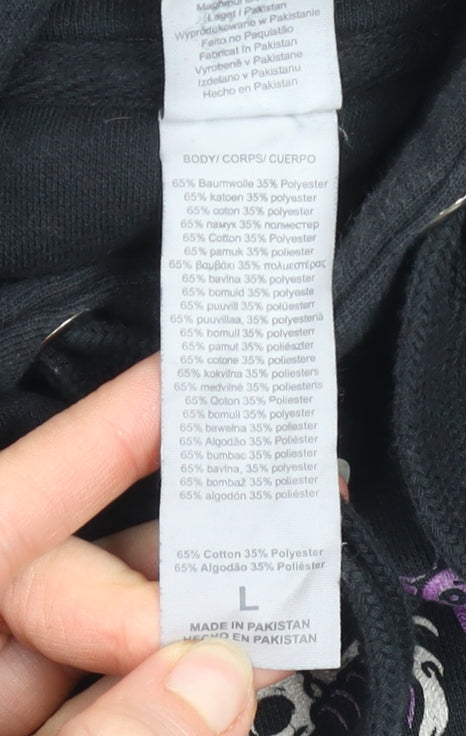 Laget i Pakistan
Wyprodukowano w Pakistanie
Feito no Paquistão
Fabricat în Pakistan
Vyrobené v Pakistane
Izdelano v Pakistanu
Hecho en Pakistan
BODY/ CORPS/ CUERPO
65% Baumwolle 35% Polyester
65% katoen 35% polyester
65% coton 35% polyester
65% памук 35% полиестер
65% Cotton 35% Polyester
65% pamuk 35% poliester
65% βαμβάκι 35% πολυεστέρας
65% bavlna 35% polyester
65% bomuld 35% polyeste
65% puuvill 35% polüester
65% puuvillaa, 35% polyesteriä
65% bomull 35% polyester
65% pamut 35% poliészter
65% cotone 35% poliestere
65% kokvilna 35% poliesters
65% medvilnė 35% poliesteris
65% Qoton 35% Poliester
65% bomull 35% polyester
65% bawełna 35% poliester
65% Algodão 35% Poliéster
65% bumbac 35% poliester
65% bavlna, 35% polyester
65% bombaž 35% poliester
65% algodón 35% poliéster
65% Cotton 35% Polyester
65% Algodão 35% Poliéster
L
MADE IN PAKISTAN
HECHO EN PAKISTAN